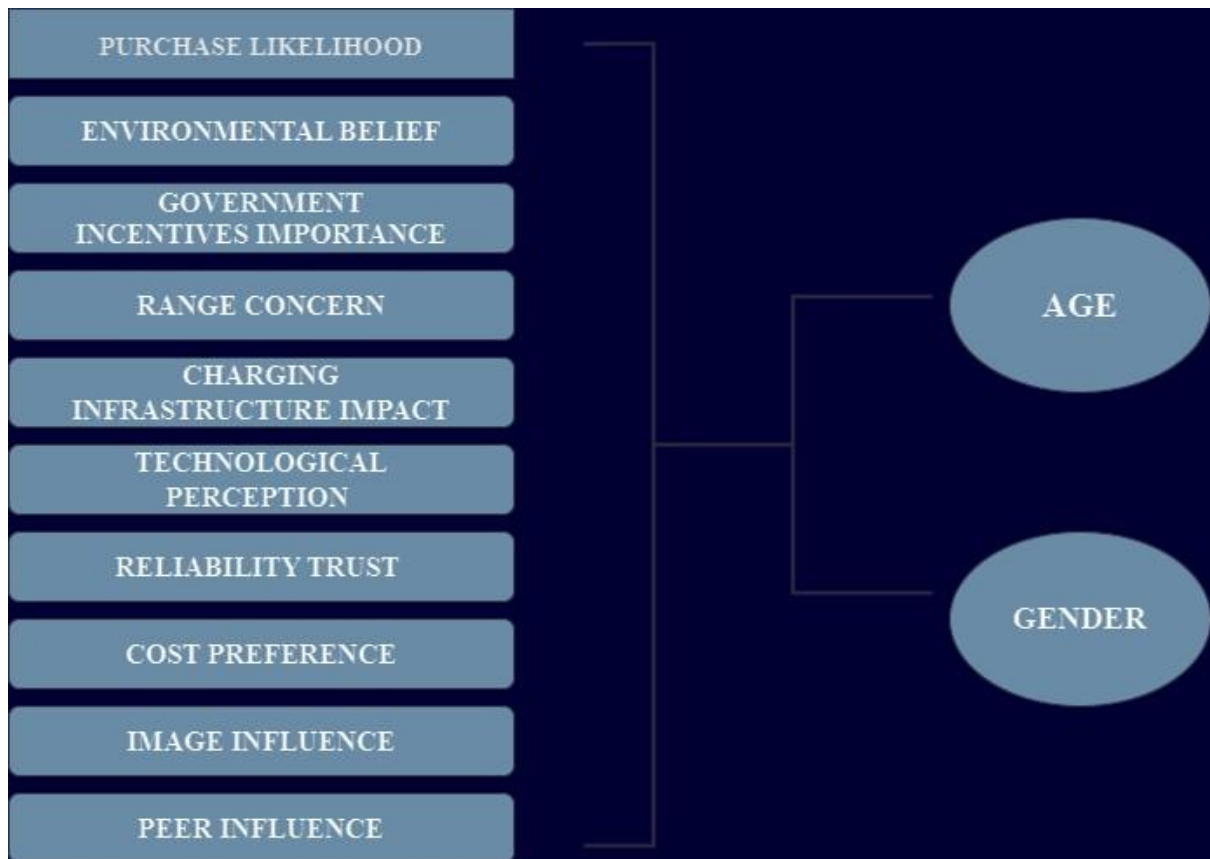 PURCHASE LIKELIHOOD
ENVIRONMENTAL BELIEF
GOVERNMENT
INCENTIVES IMPORTANCE
RANGE CONCERN
CHARGING
INFRASTRUCTURE IMPACT
TECHNOLOGICAL
PERCEPTION
RELIABILITY TRUST
COST PREFERENCE
IMAGE INFLUENCE
PEER INFLUENCE
AGE
GENDER